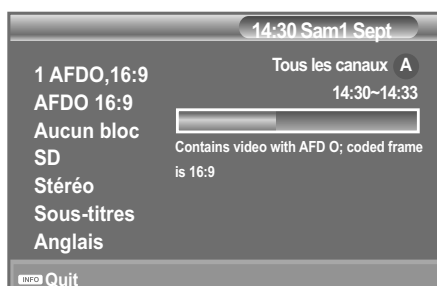 14:30 Sam1 Sept
1 AFDO,16:9
AFDO 16:9
Aucun bloc
SD
Stéréo
Sous-titres
Anglais
Tous les canaux A
14:30~14:33
Contains video with AFD O; coded frame
is 16:9
INFO Quit